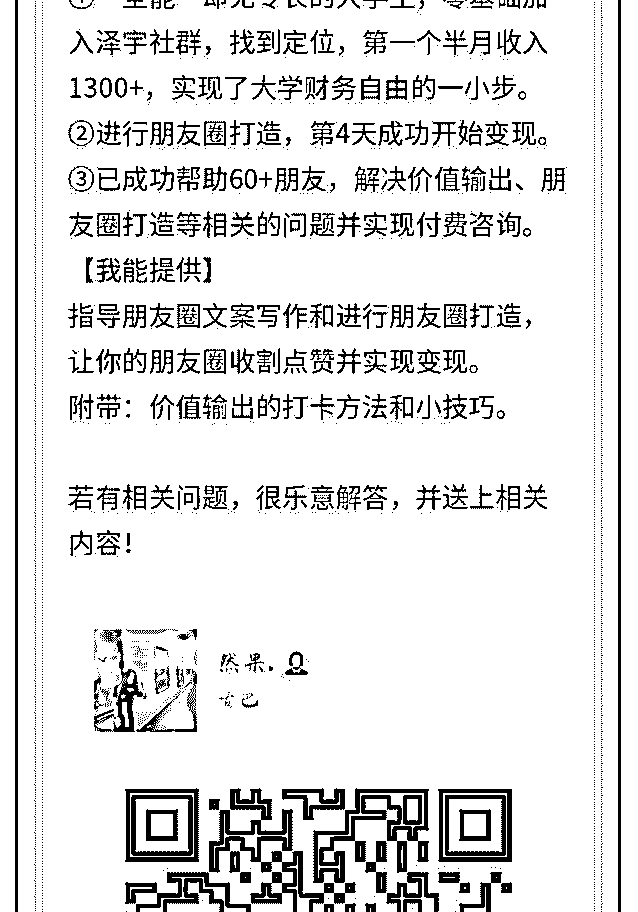 入泽宇社群，找到定位，第一个半月收入
1300+，实现了大学财务自由的一小步。
②进行朋友圈打造，第4天成功开始变现。
③已成功帮助60+朋友，解决价值输出、朋
友圈打造等相关的问题并实现付费咨询。
【我能提供】
指导朋友圈文案写作和进行朋友圈打造，
让你的朋友圈收割点赞并实现变现。
附带：价值输出的打卡方法和小技巧。
若有相关问题，很乐意解答，并送上相关
内容！
然果.
古巴